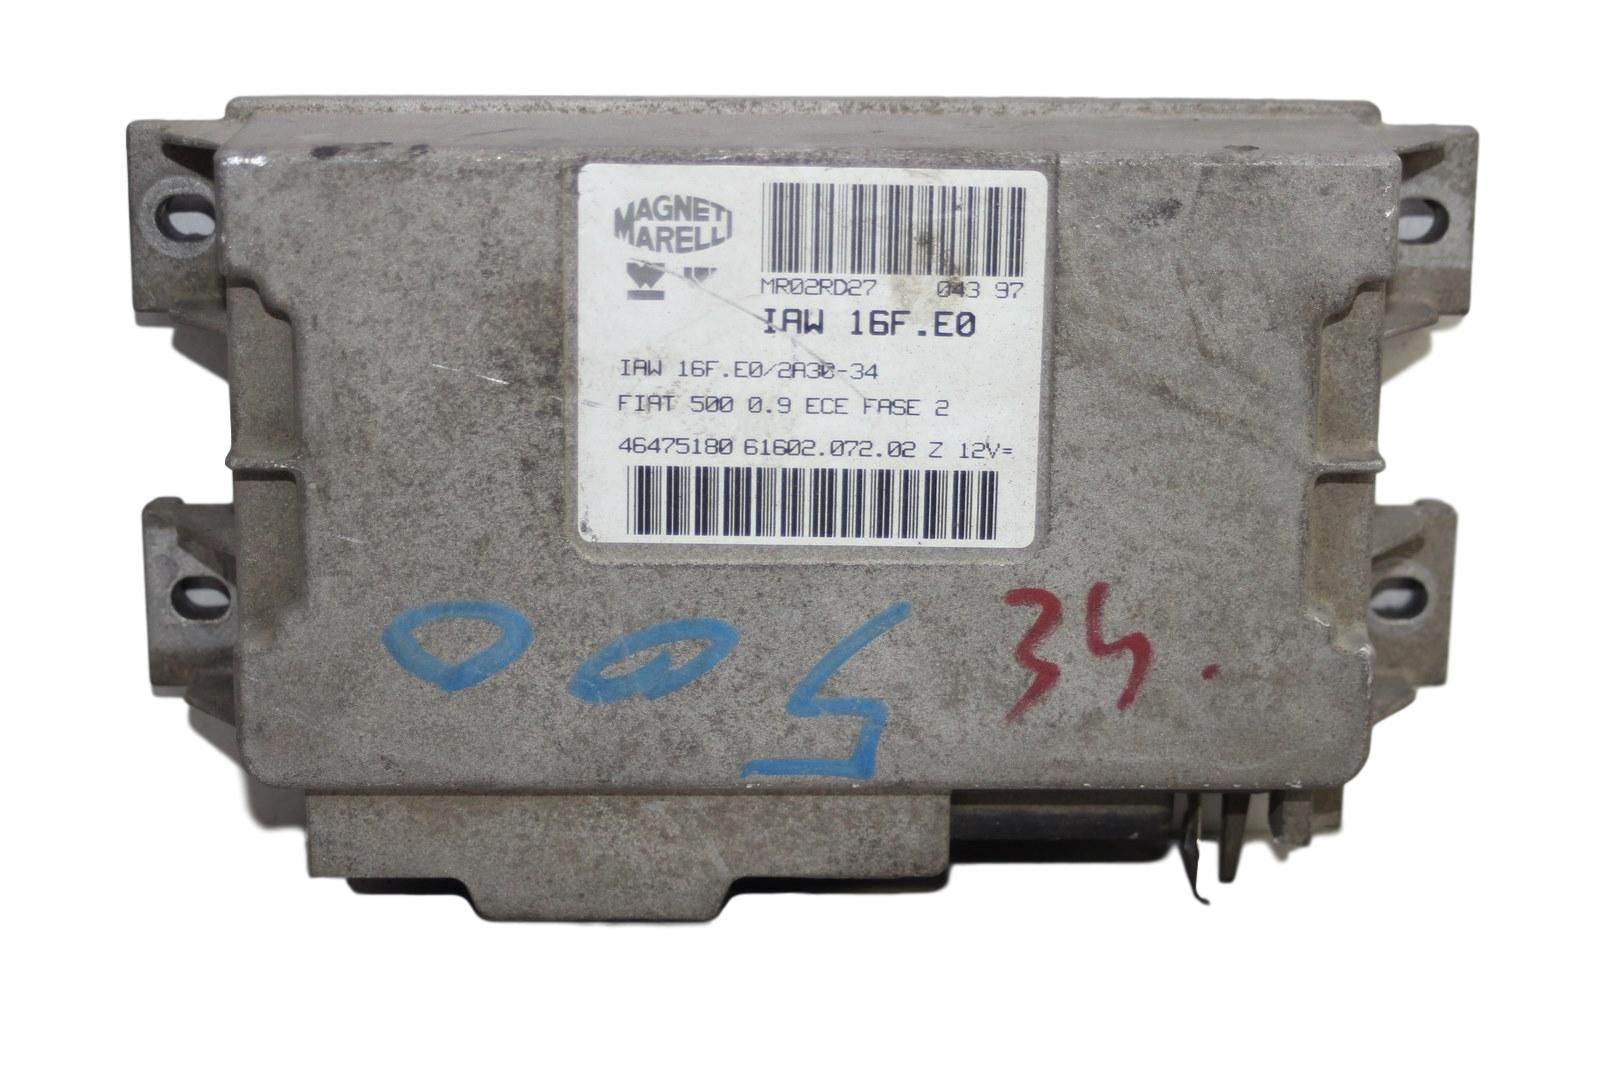 MAGNETI
MARELLI
MR02RD27 043 97
IAW 16F.E0
IAW 16F.E0/2A30-34
FIAT 500 0.9 ECE FASE 2
46475180 61602.072.02 Z 12V=
34.
500